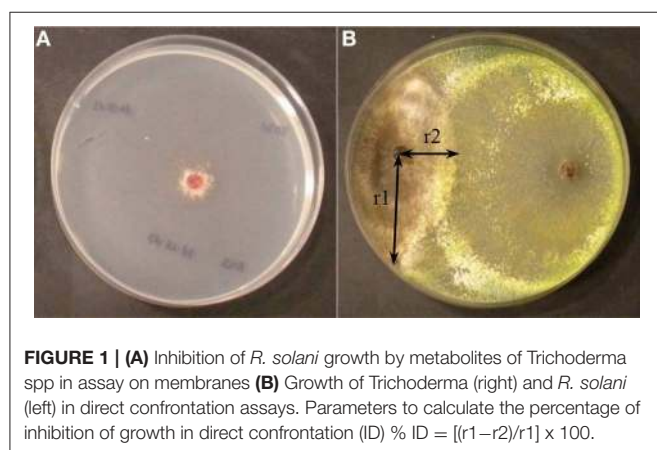 A
B
r2
r1
FIGURE 1 | (A) Inhibition of R. solani growth by metabolites of Trichoderma
spp in assay on membranes (B) Growth of Trichoderma (right) and R. solani
(left) in direct confrontation assays. Parameters to calculate the percentage of
inhibition of growth in direct confrontation (ID) % ID = [(r1−r2)/r1] x 100.